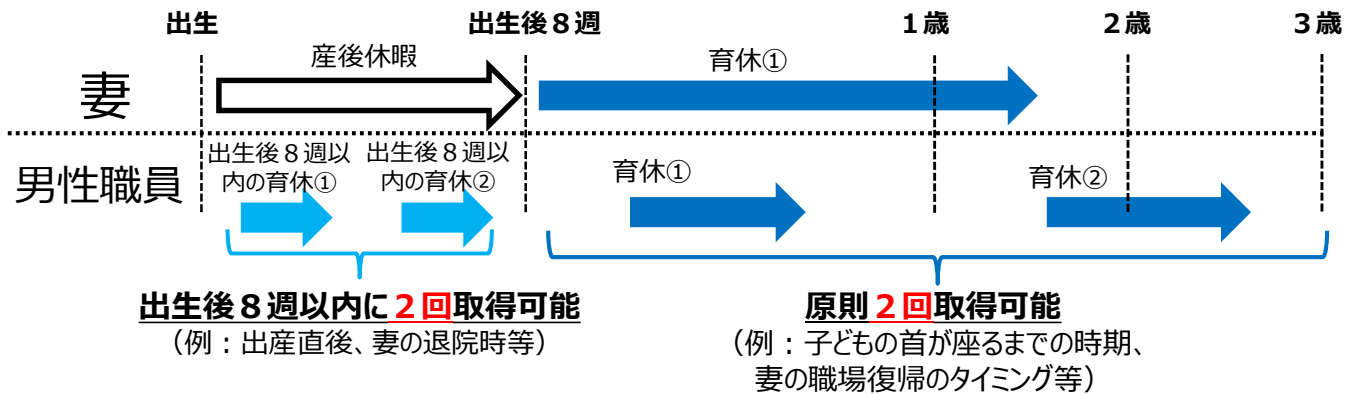 出生 出生後８週 １歳 ２歳 ３歳
妻
産後休暇
育休①
男性職員
出生後８週以
内の育休①
出生後８週以
内の育休②
育休①
育休②
出生後８週以内に２回取得可能
（例：出産直後、妻の退院時等）
原則２回取得可能
（例：子どもの首が座るまでの時期、
妻の職場復帰のタイミング等）